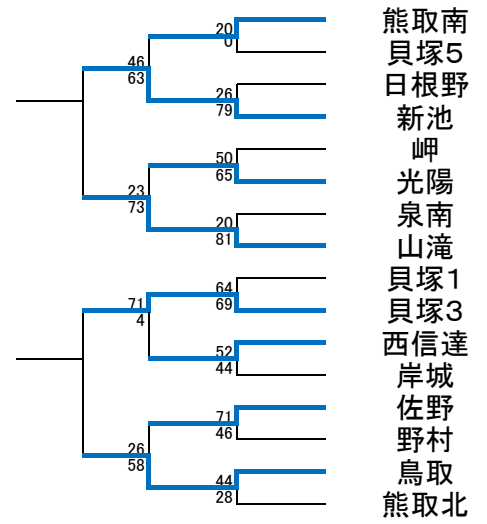 熊取南
20
0
貝塚5
46
63
日根野
26
79
新池
岬
50
65
光陽
23
73
泉南
20
81
山滝
貝塚1
64
69
貝塚3
71
4
西信達
52
44
岸城
佐野
71
46
野村
26
58
鳥取
44
28
熊取北